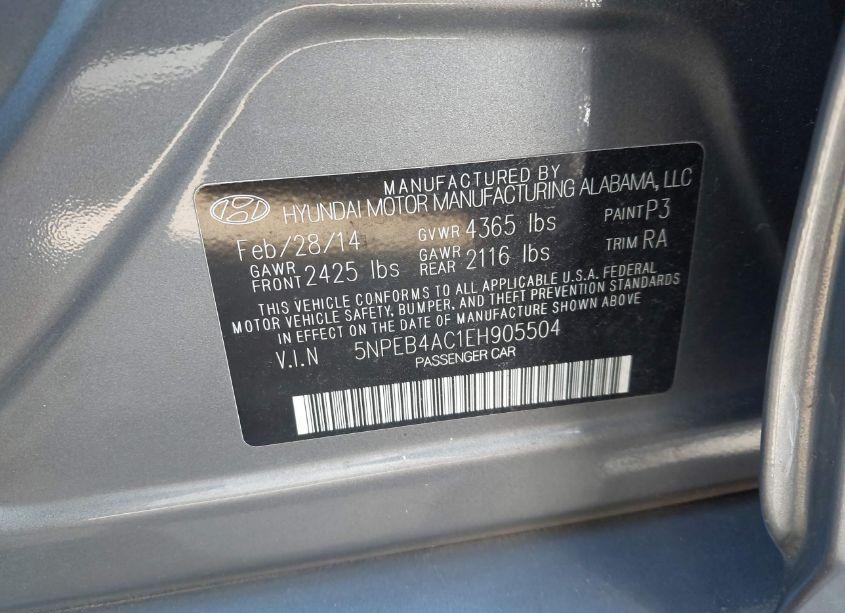 MANUFACTURED BY
HYUNDAI MOTOR MANUFACTURING ALABAMA, LLC
Feb/28/14 GVWR 4365 lbs PAINT P3
GAWR FRONT 2425 lbs GAWR REAR 2116 lbs TRIM RA
THIS VEHICLE CONFORMS TO ALL APPLICABLE U.S.A. FEDERAL
MOTOR VEHICLE SAFETY, BUMPER, AND THEFT PREVENTION STANDARDS
IN EFFECT ON THE DATE OF MANUFACTURE SHOWN ABOVE
V.I.N 5NPEB4AC1EH905504
PASSENGER CAR